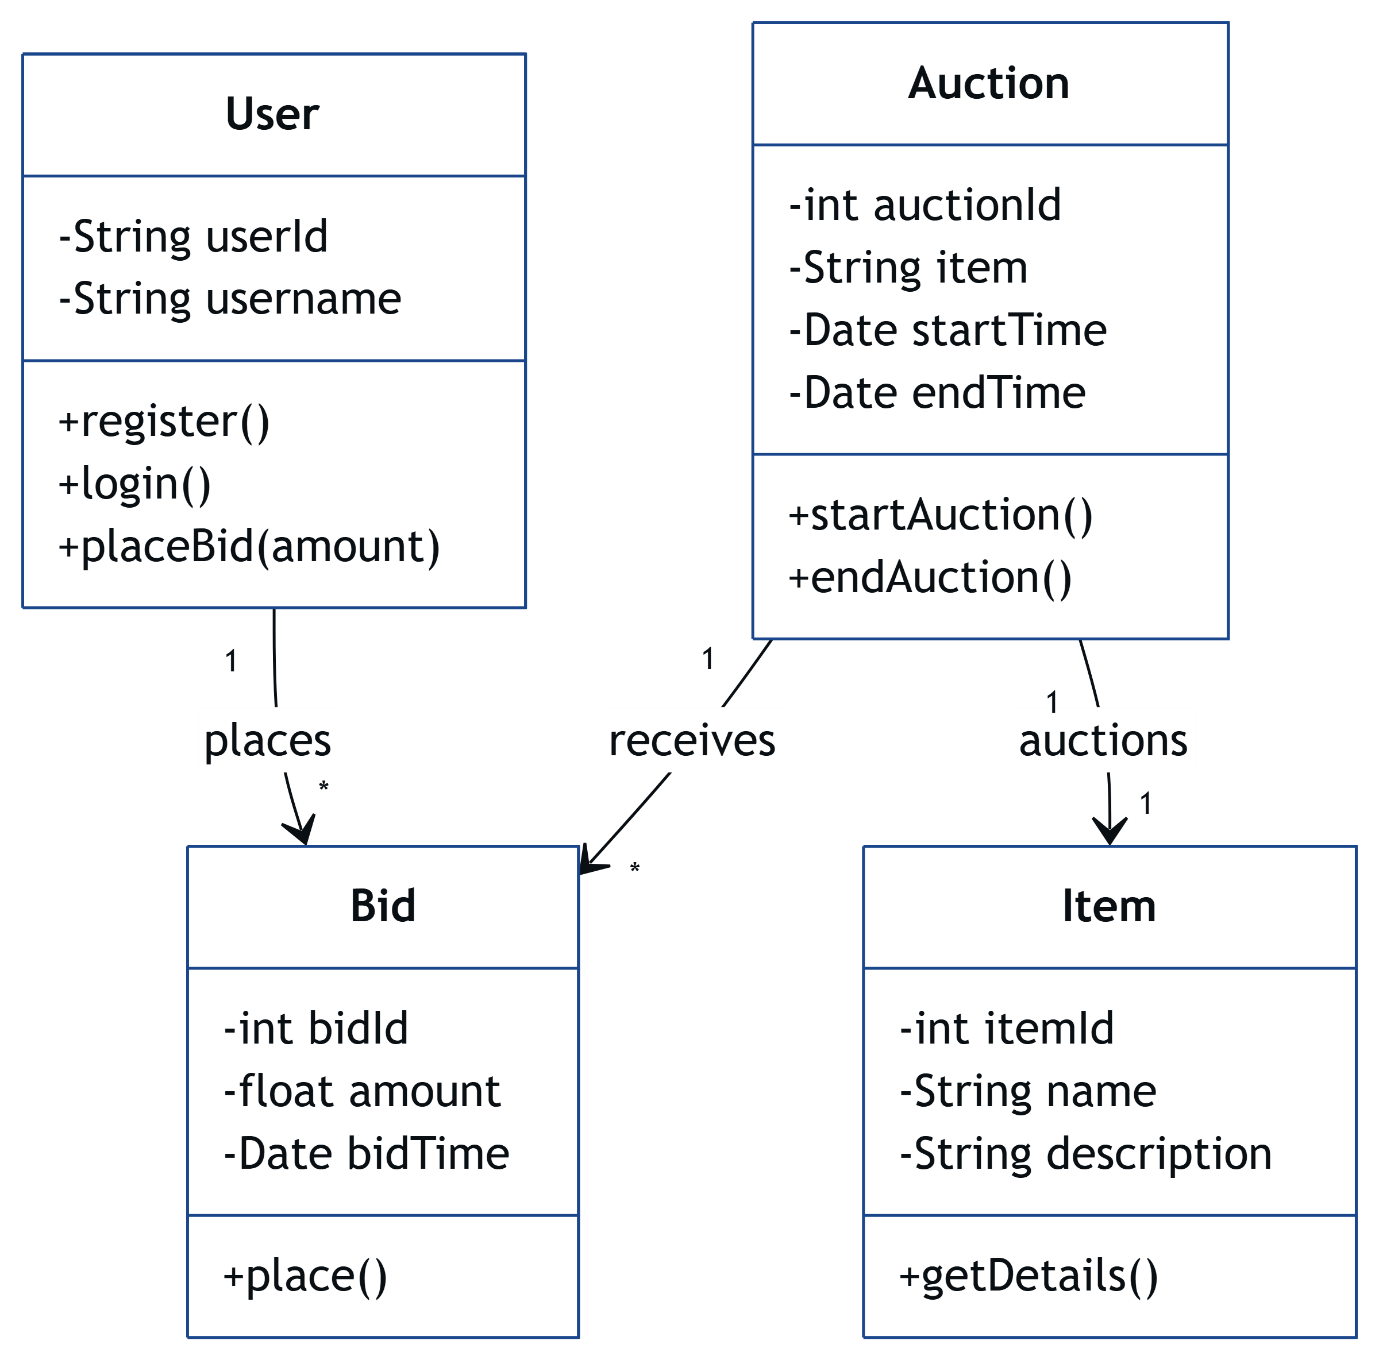 User
-String userId
-String username
+register()
+login()
+placeBid(amount)
Auction
-int auctionId
-String item
-Date startTime
-Date endTime
+startAuction()
+endAuction()
1
places
*
1
receives
*
1
auctions
1
Bid
-int bidId
-float amount
-Date bidTime
+place()
Item
-int itemId
-String name
-String description
+getDetails()